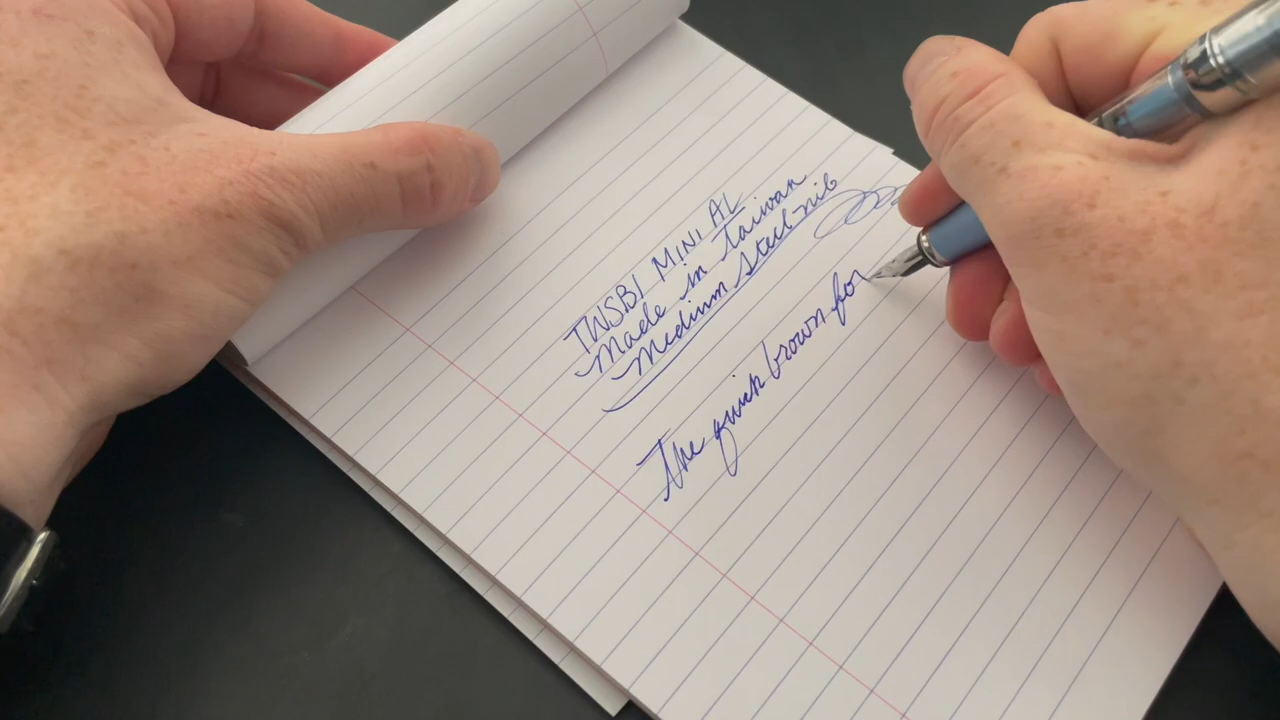 TWSBI MINI AL
Made in Taiwan
Medium Steel nib
The quick brown fox